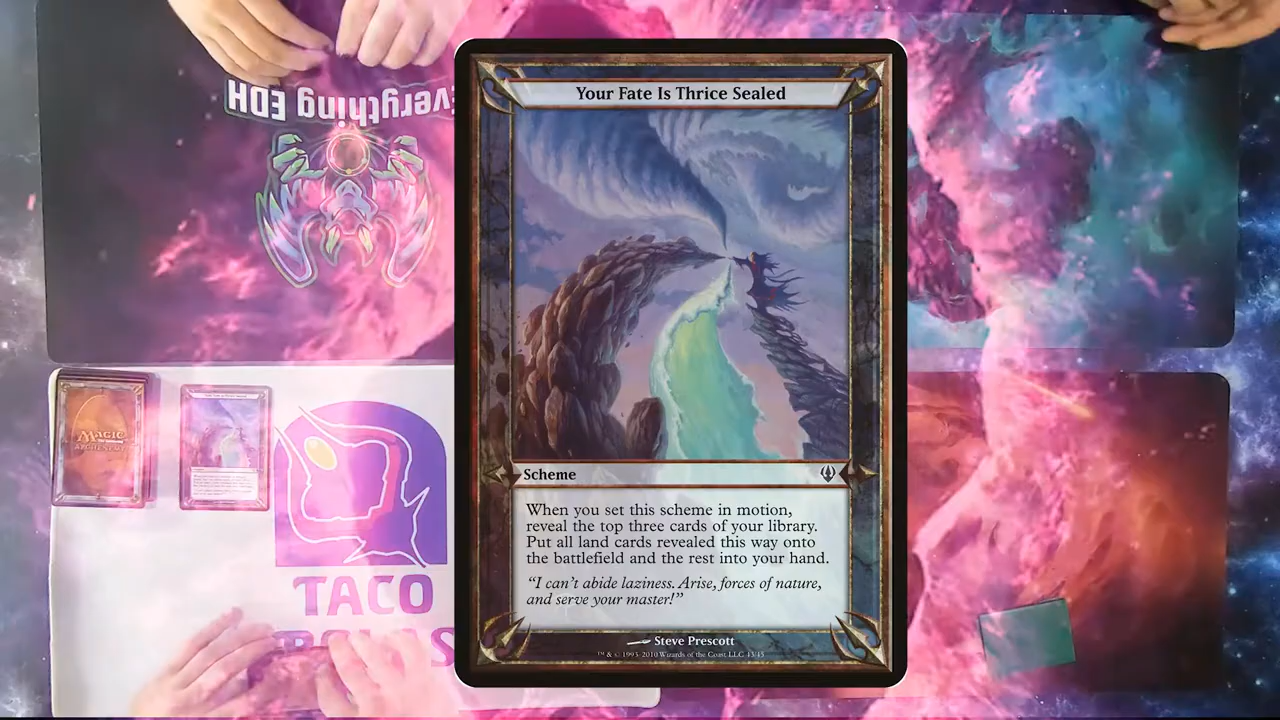 Everything EDH
Your Fate Is Thrice Sealed
Scheme
When you set this scheme in motion,
reveal the top three cards of your library.
Put all land cards revealed this way onto
the battlefield and the rest into your hand.
"I can't abide laziness. Arise, forces of nature,
and serve your master!"
Steve Prescott
™ & © 1993-2010 Wizards of the Coast LLC 45/45
MAGIC
ARCHENEMY
TACO